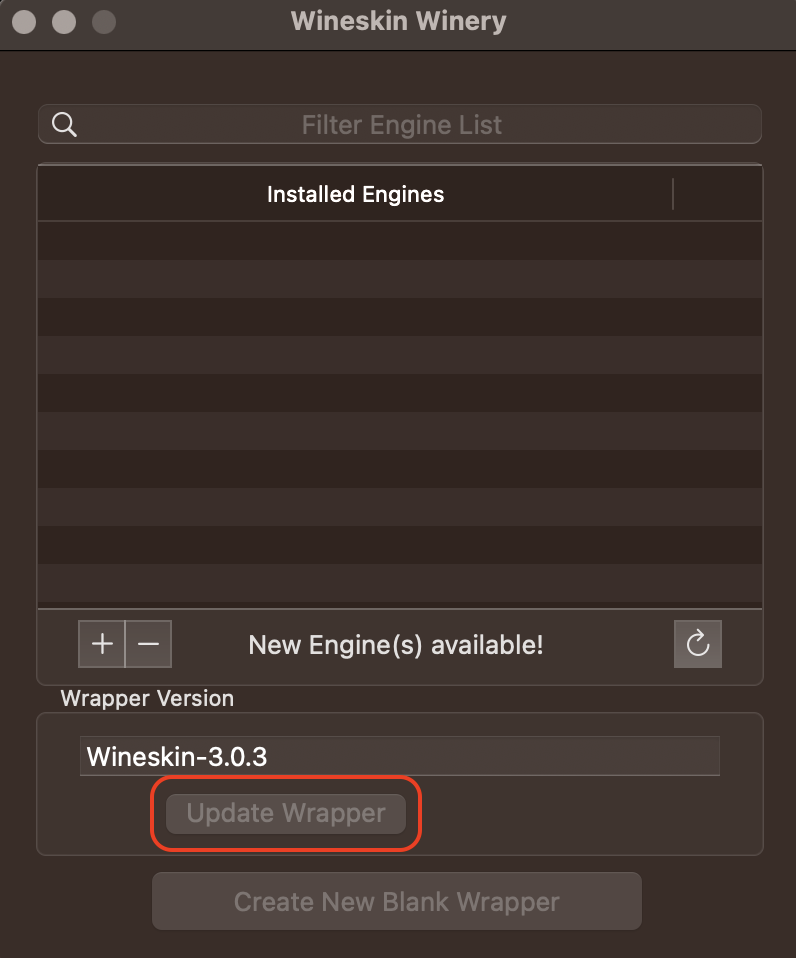 Wineskin Winery
Filter Engine List
Installed Engines
New Engine(s) available!
Wrapper Version
Wineskin-3.0.3
Update Wrapper
Create New Blank Wrapper